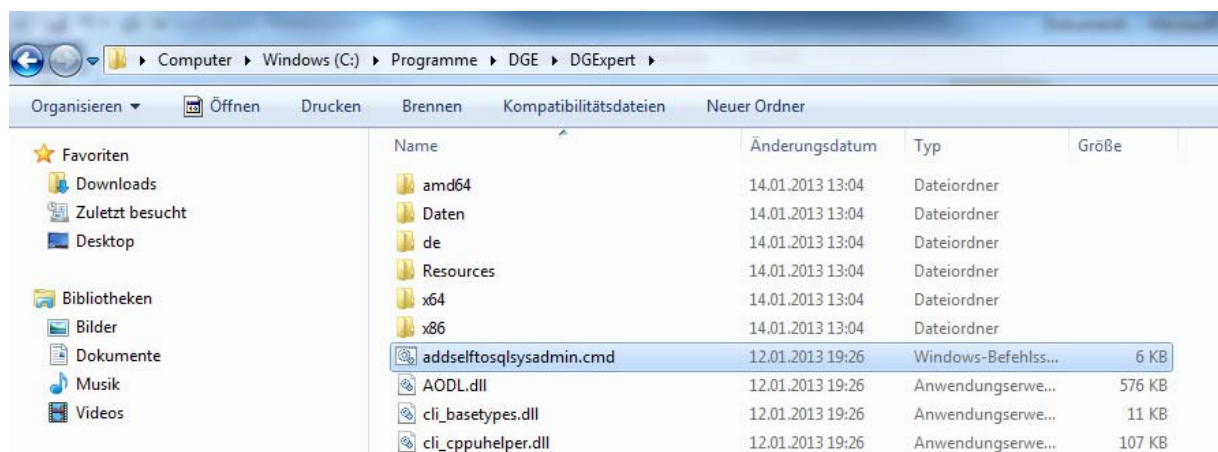 Computer Windows (C:) Programme DGE DGExpert
Organisieren Öffnen Drucken Brennen Kompatibilitätsdateien Neuer Ordner
Favoriten
Downloads
Zuletzt besucht
Desktop
Bibliotheken
Bilder
Dokumente
Musik
Videos
Name Änderungsdatum Typ Größe
amd64 14.01.2013 13:04 Dateiordner
Daten 14.01.2013 13:04 Dateiordner
de 14.01.2013 13:04 Dateiordner
Resources 14.01.2013 13:04 Dateiordner
x64 14.01.2013 13:04 Dateiordner
x86 14.01.2013 13:04 Dateiordner
addselftosqlsysadmin.cmd 12.01.2013 19:26 Windows-Befehlss... 6 KB
AODL.dll 12.01.2013 19:26 Anwendungserwe... 576 KB
cli_basetypes.dll 12.01.2013 19:26 Anwendungserwe... 11 KB
cli_cppuhelper.dll 12.01.2013 19:26 Anwendungserwe... 107 KB